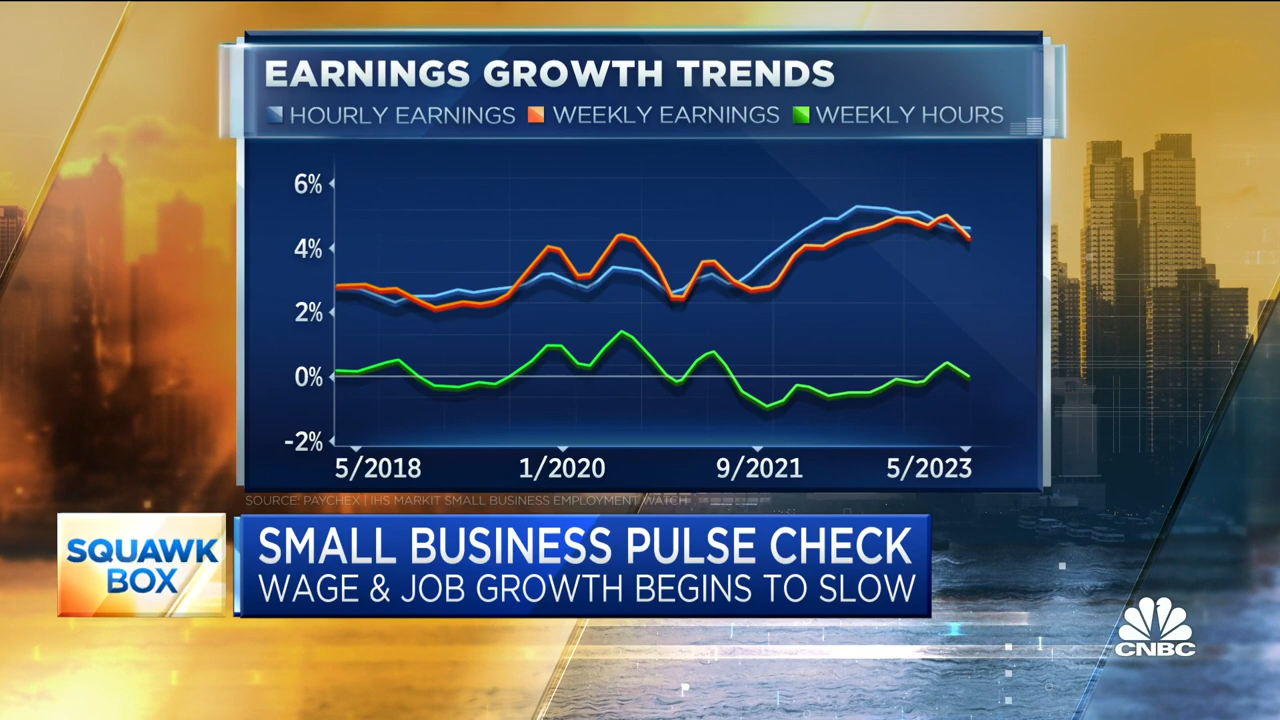 EARNINGS GROWTH TRENDS
HOURLY EARNINGS WEEKLY EARNINGS WEEKLY HOURS
6%
4%
2%
0%
-2%
5/2018 1/2020 9/2021 5/2023
SOURCE: PAYCHEX | IHS MARKIT SMALL BUSINESS EMPLOYMENT WATCH
SQUAWK
BOX
SMALL BUSINESS PULSE CHECK
WAGE & JOB GROWTH BEGINS TO SLOW
CNBC